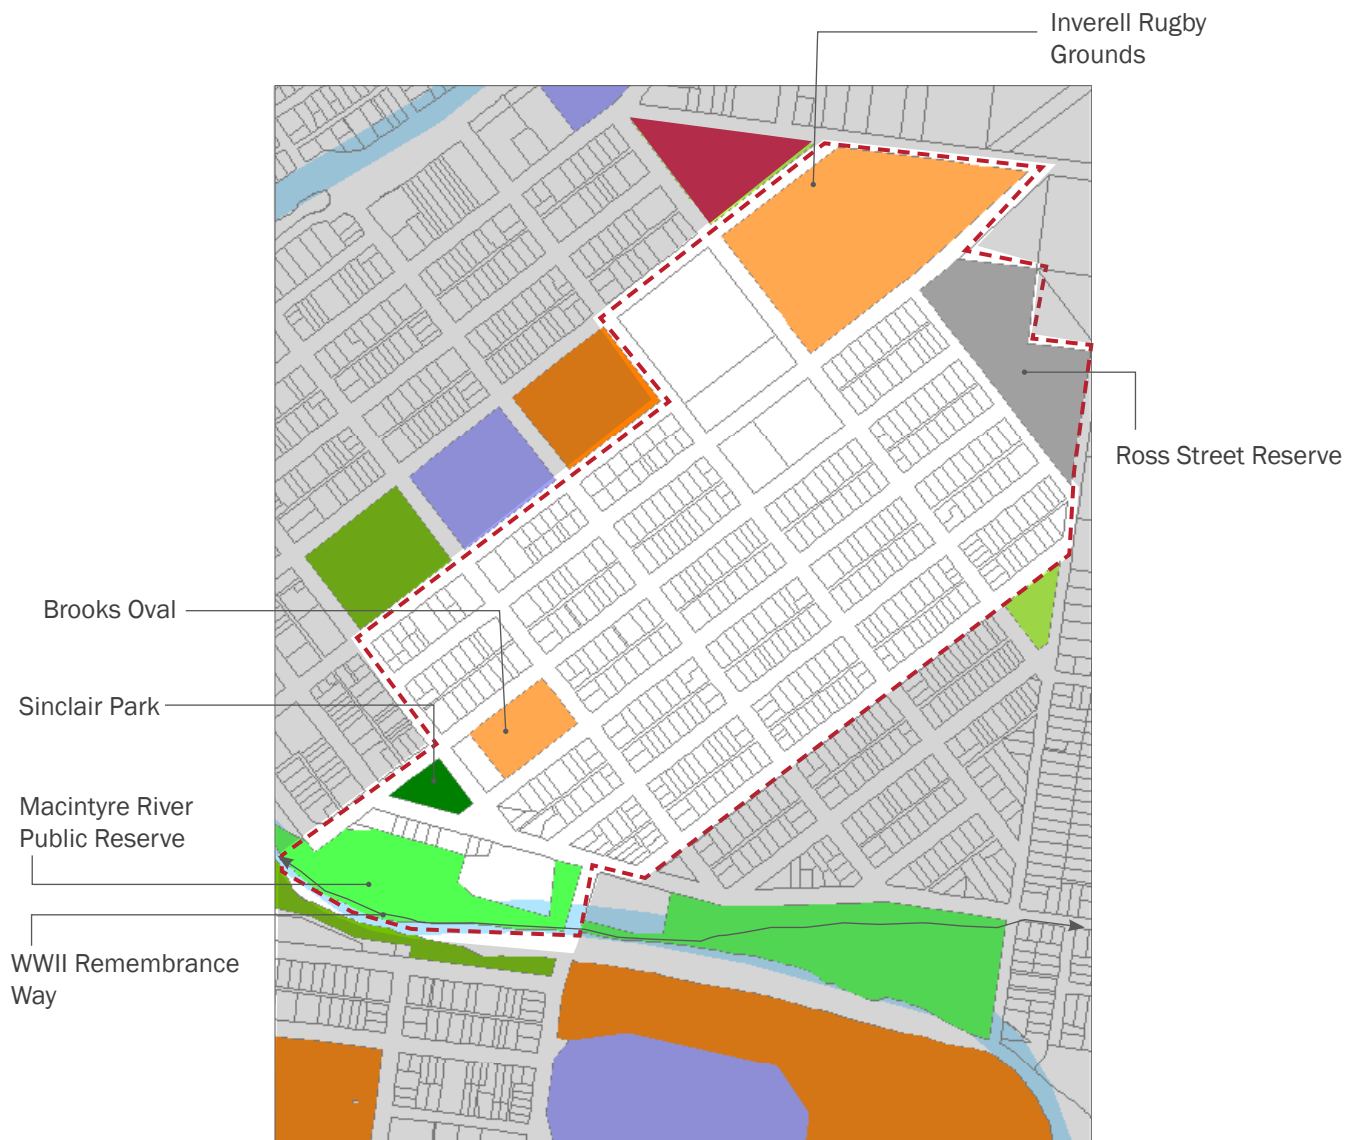 Inverell Rugby
Grounds
Ross Street Reserve
Brooks Oval
Sinclair Park
Macintyre River
Public Reserve
WWII Remembrance
Way